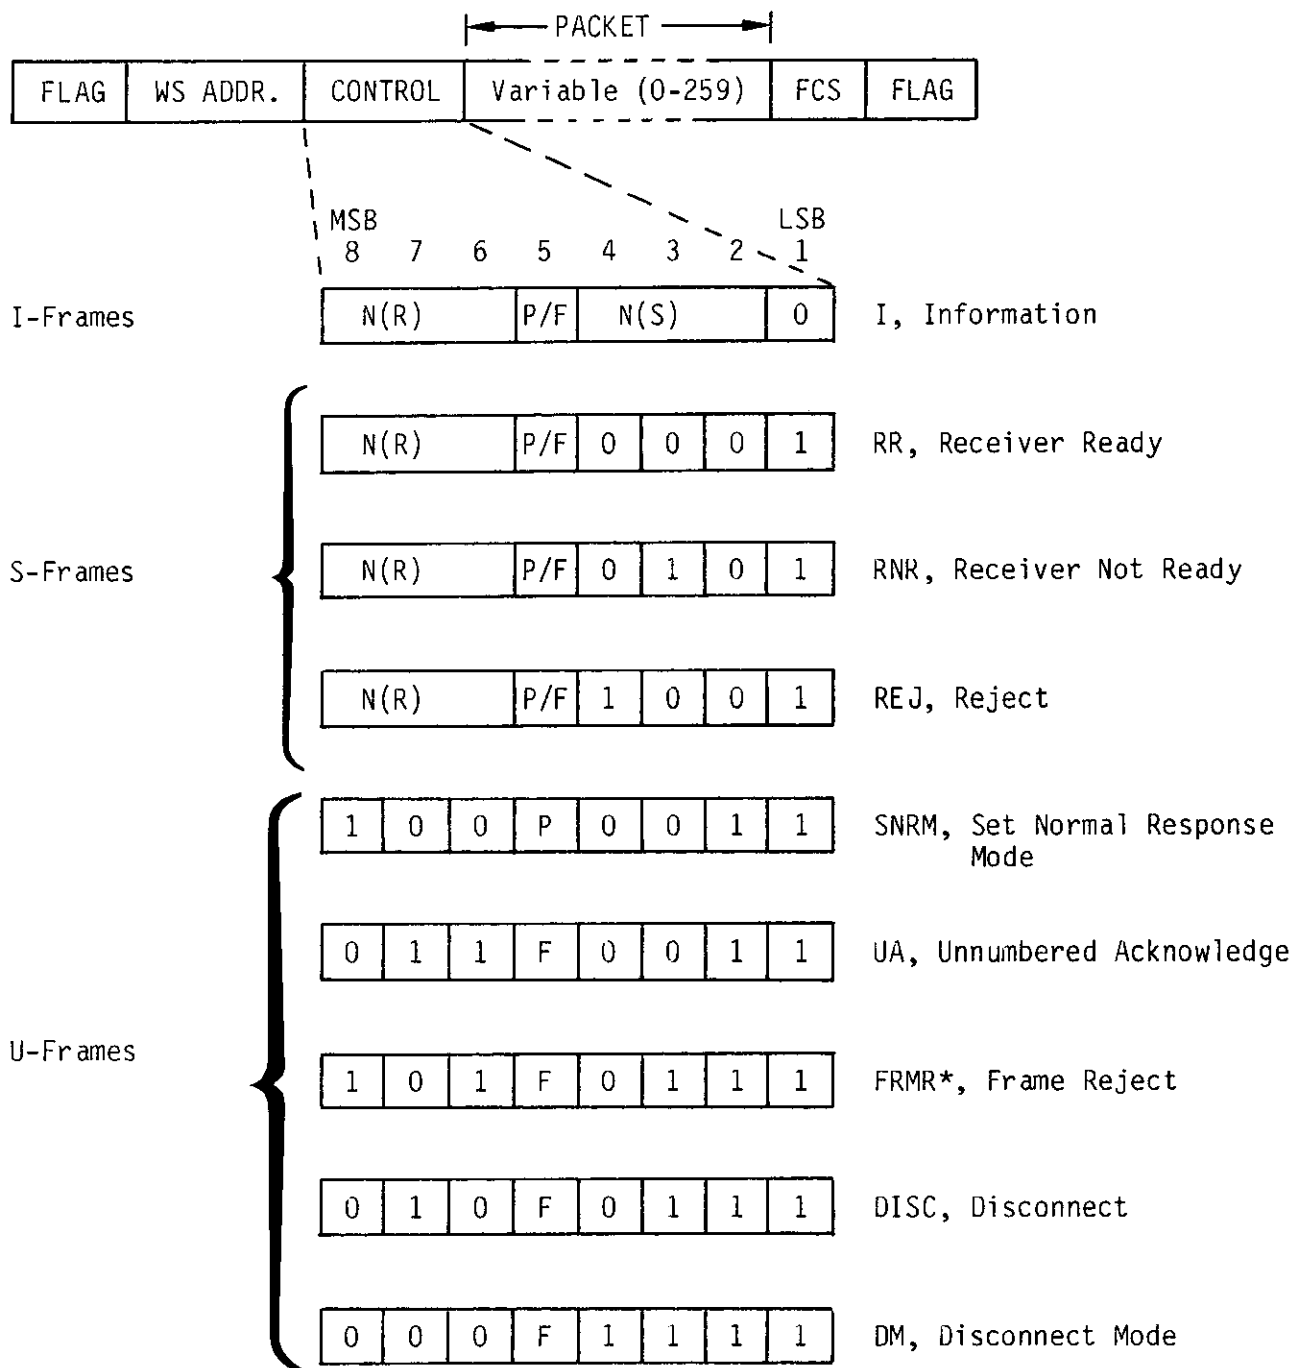 PACKET
FLAG WS ADDR. CONTROL Variable (0-259) FCS FLAG
MSB LSB
8 7 6 5 4 3 2 1
I-Frames N(R) P/F N(S) 0 I, Information
N(R) P/F 0 0 0 1 RR, Receiver Ready
S-Frames N(R) P/F 0 1 0 1 RNR, Receiver Not Ready
N(R) P/F 1 0 0 1 REJ, Reject
1 0 0 P 0 0 1 1 SNRM, Set Normal Response
Mode
0 1 1 F 0 0 1 1 UA, Unnumbered Acknowledge
U-Frames
1 0 1 F 0 1 1 1 FRMR*, Frame Reject
0 1 0 F 0 1 1 1 DISC, Disconnect
0 0 0 F 1 1 1 1 DM, Disconnect Mode